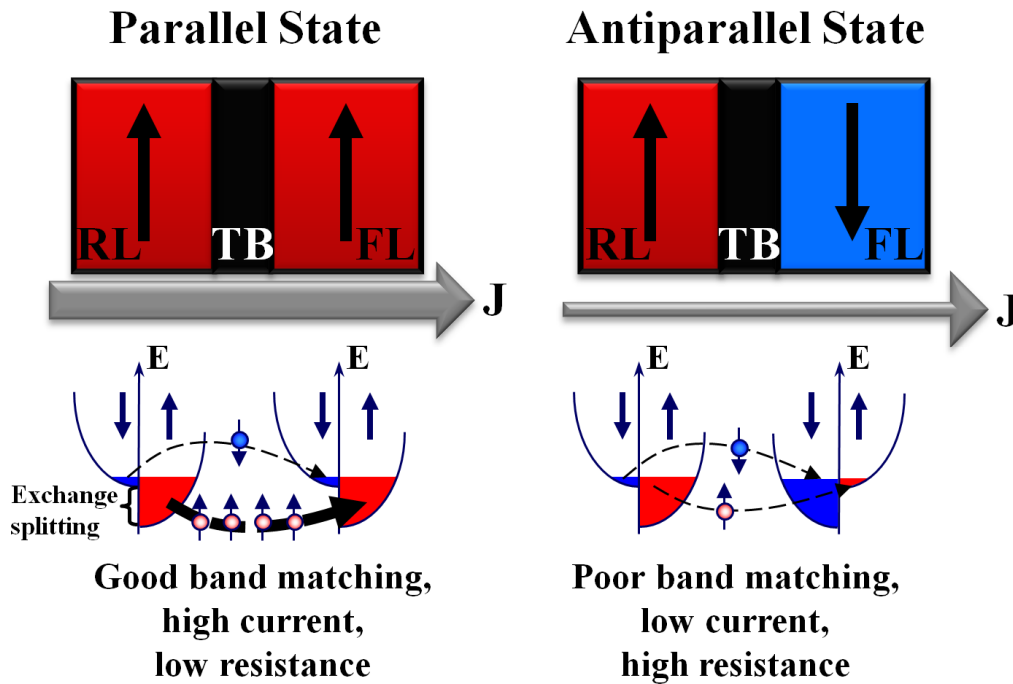 Parallel State
Antiparallel State
RL TB FL
RL TB FL
J
J
E E
E E
Exchange
splitting
Good band matching,
high current,
low resistance
Poor band matching,
low current,
high resistance